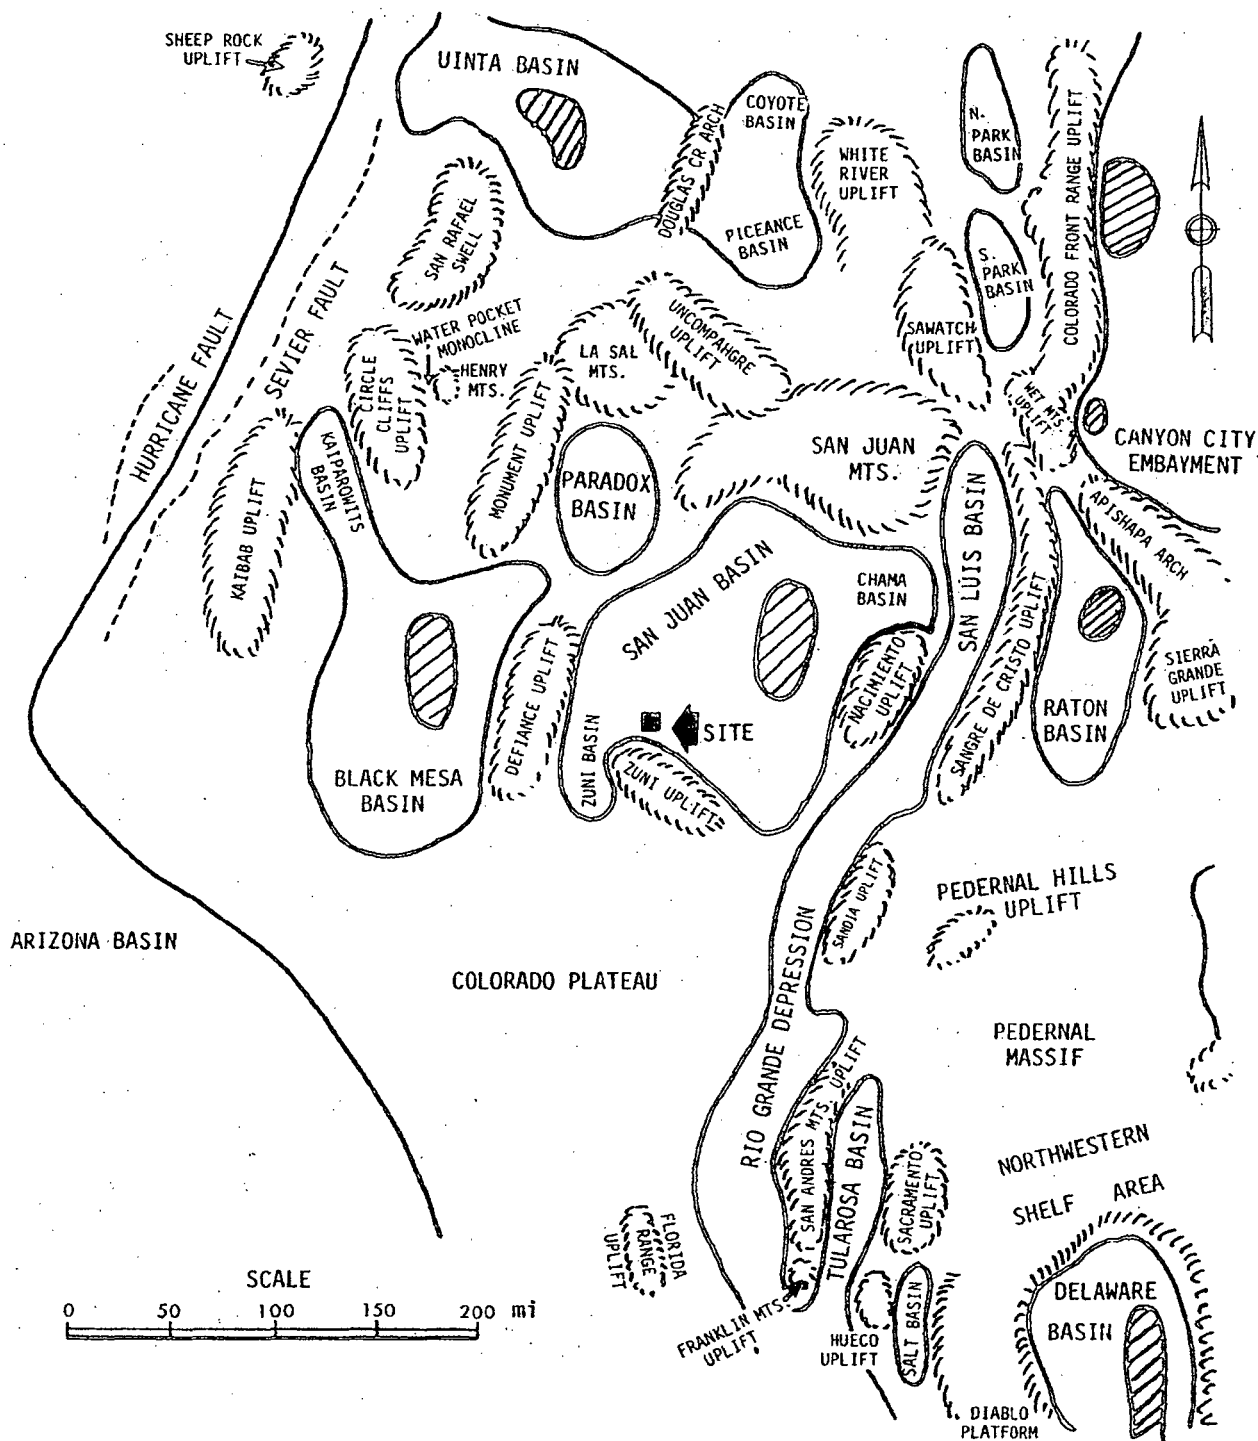 SHEEP ROCK
UPLIFT
UINTA BASIN
COYOTE
BASIN
DOUGLAS CR ARCH
PICEANCE
BASIN
WHITE
RIVER
UPLIFT
N.
PARK
BASIN
S.
PARK
BASIN
COLORADO FRONT RANGE UPLIFT
SAN RAFAEL
SWELL
HURRICANE FAULT
SEVIER FAULT
WATER POCKET
MONOCLINE
HENRY
MTS.
CIRCLE
CLIFFS
UPLIFT
LA SAL
MTS.
UNCOMPAHGRE
UPLIFT
SAWATCH
UPLIFT
WET MTS.
UPLIFT
CANYON CITY
EMBAYMENT
KAIBAB UPLIFT
KAIPAROWITS
BASIN
MONUMENT UPLIFT
PARADOX
BASIN
SAN JUAN
MTS.
SAN LUIS BASIN
APISHAPA ARCH
SAN JUAN BASIN
CHAMA
BASIN
SANGRE DE CRISTO UPLIFT
NACIMIENTO
UPLIFT
SIERRA
GRANDE
UPLIFT
RATON
BASIN
DEFIANCE UPLIFT
ZUNI BASIN
SITE
ZUNI UPLIFT
BLACK MESA
BASIN
SANDIA UPLIFT
PEDERNAL HILLS
UPLIFT
ARIZONA BASIN
COLORADO PLATEAU
RIO GRANDE DEPRESSION
PEDERNAL
MASSIF
SAN ANDRES MTS. UPLIFT
TULAROSA BASIN
SACRAMENTO
UPLIFT
NORTHWESTERN
SHELF AREA
FLORIDA
RANGE
UPLIFT
FRANKLIN MTS.
UPLIFT
HUECO
UPLIFT
SALT BASIN
DELAWARE
BASIN
DIABLO
PLATFORM
SCALE
0 50 100 150 200 mi